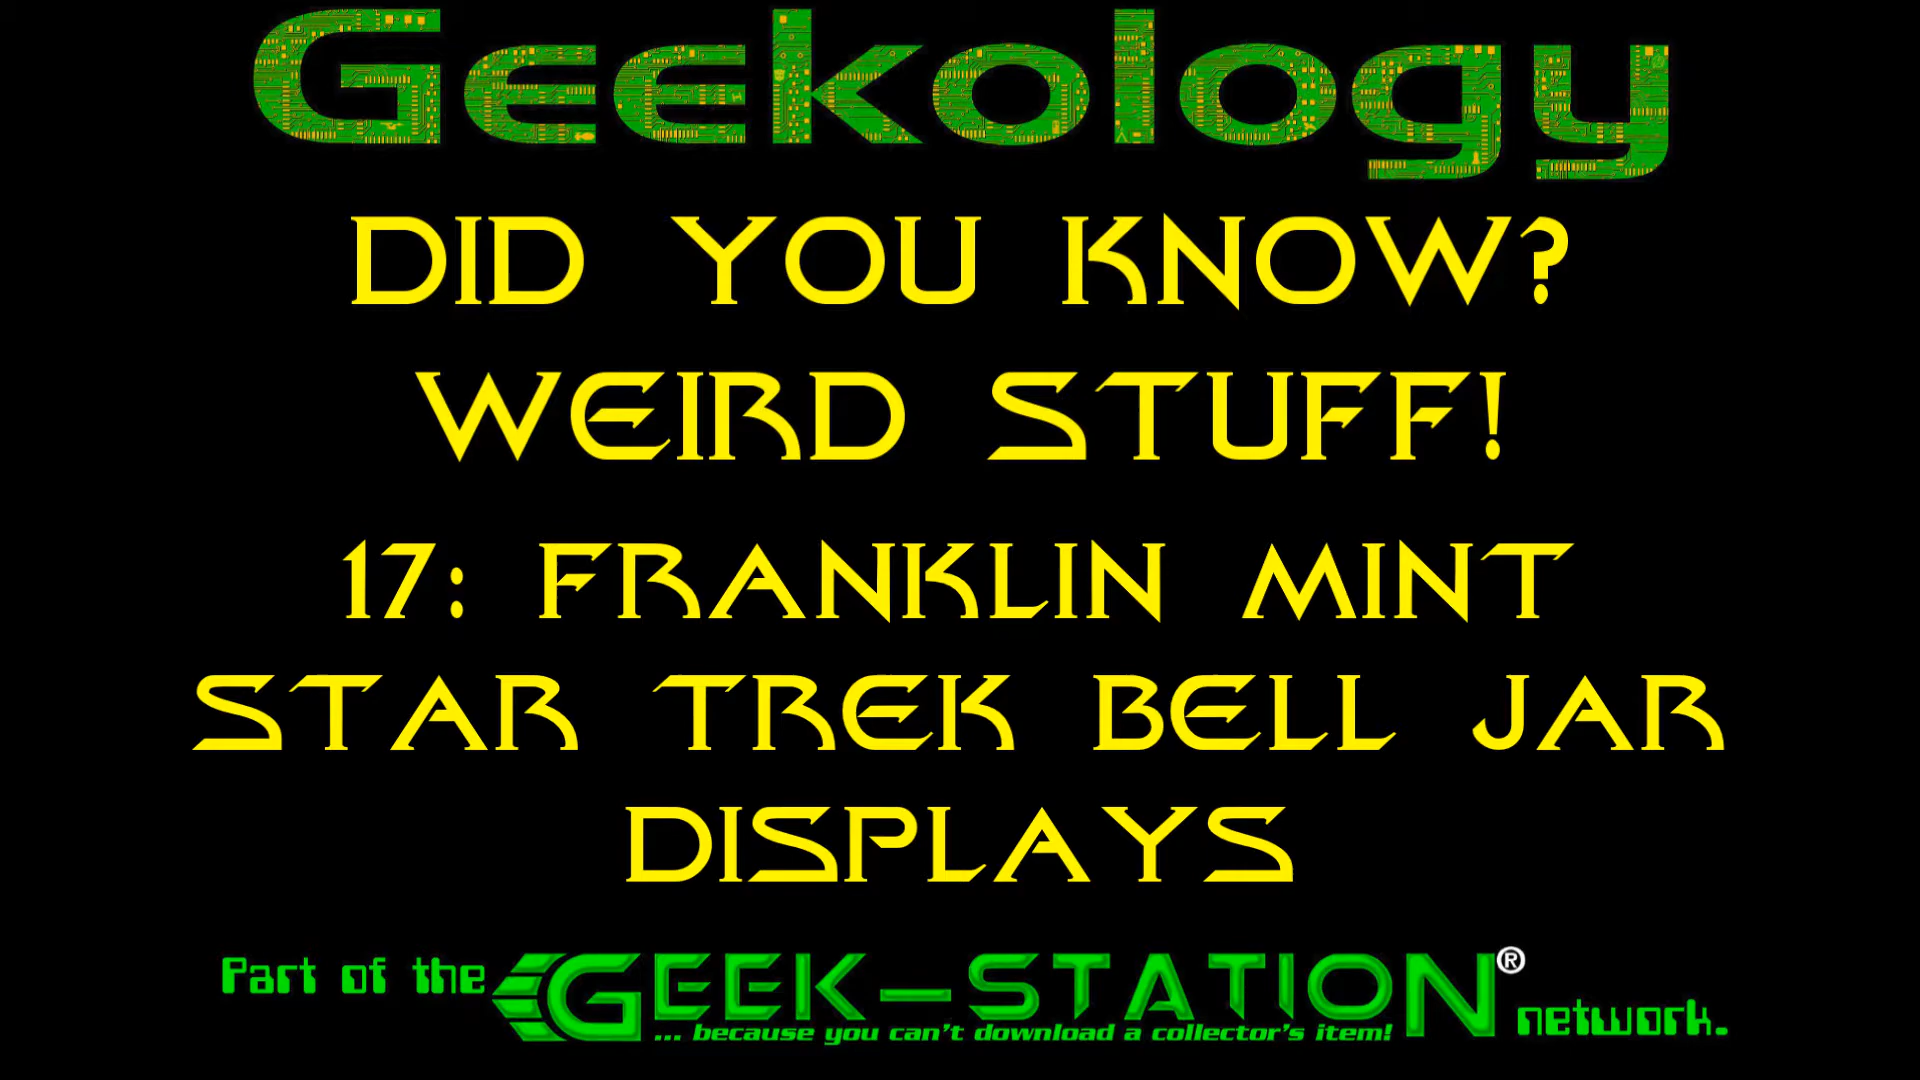 Geekology
DID YOU KNOW?
WEIRD STUFF!
17: FRANKLIN MINT
STAR TREK BELL JAR
DISPLAYS
Part of the GEEK-STATION® network.
... because you can't download a collector's item!